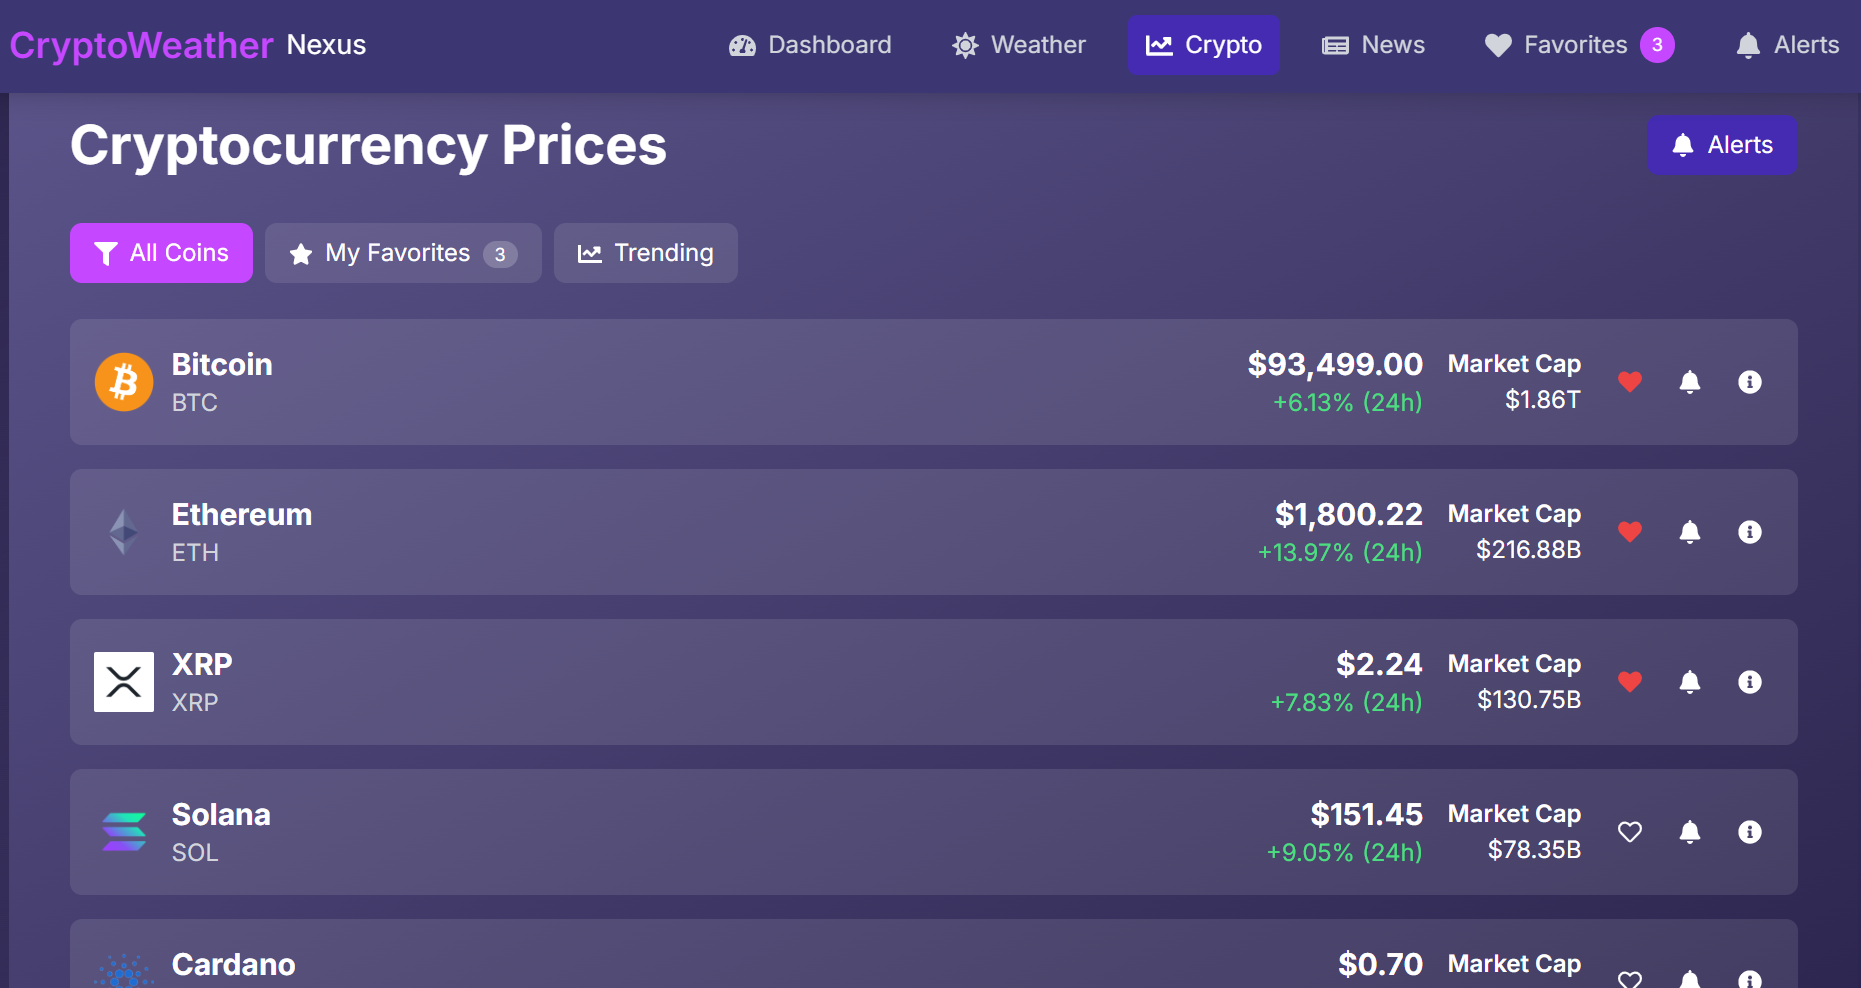 CryptoWeather Nexus
Dashboard
Weather
Crypto
News
Favorites 3
Alerts
Cryptocurrency Prices
Alerts
All Coins
My Favorites 3
Trending
Bitcoin
BTC
$93,499.00
+6.13% (24h)
Market Cap
$1.86T
Ethereum
ETH
$1,800.22
+13.97% (24h)
Market Cap
$216.88B
XRP
XRP
$2.24
+7.83% (24h)
Market Cap
$130.75B
Solana
SOL
$151.45
+9.05% (24h)
Market Cap
$78.35B
Cardano
$0.70
Market Cap